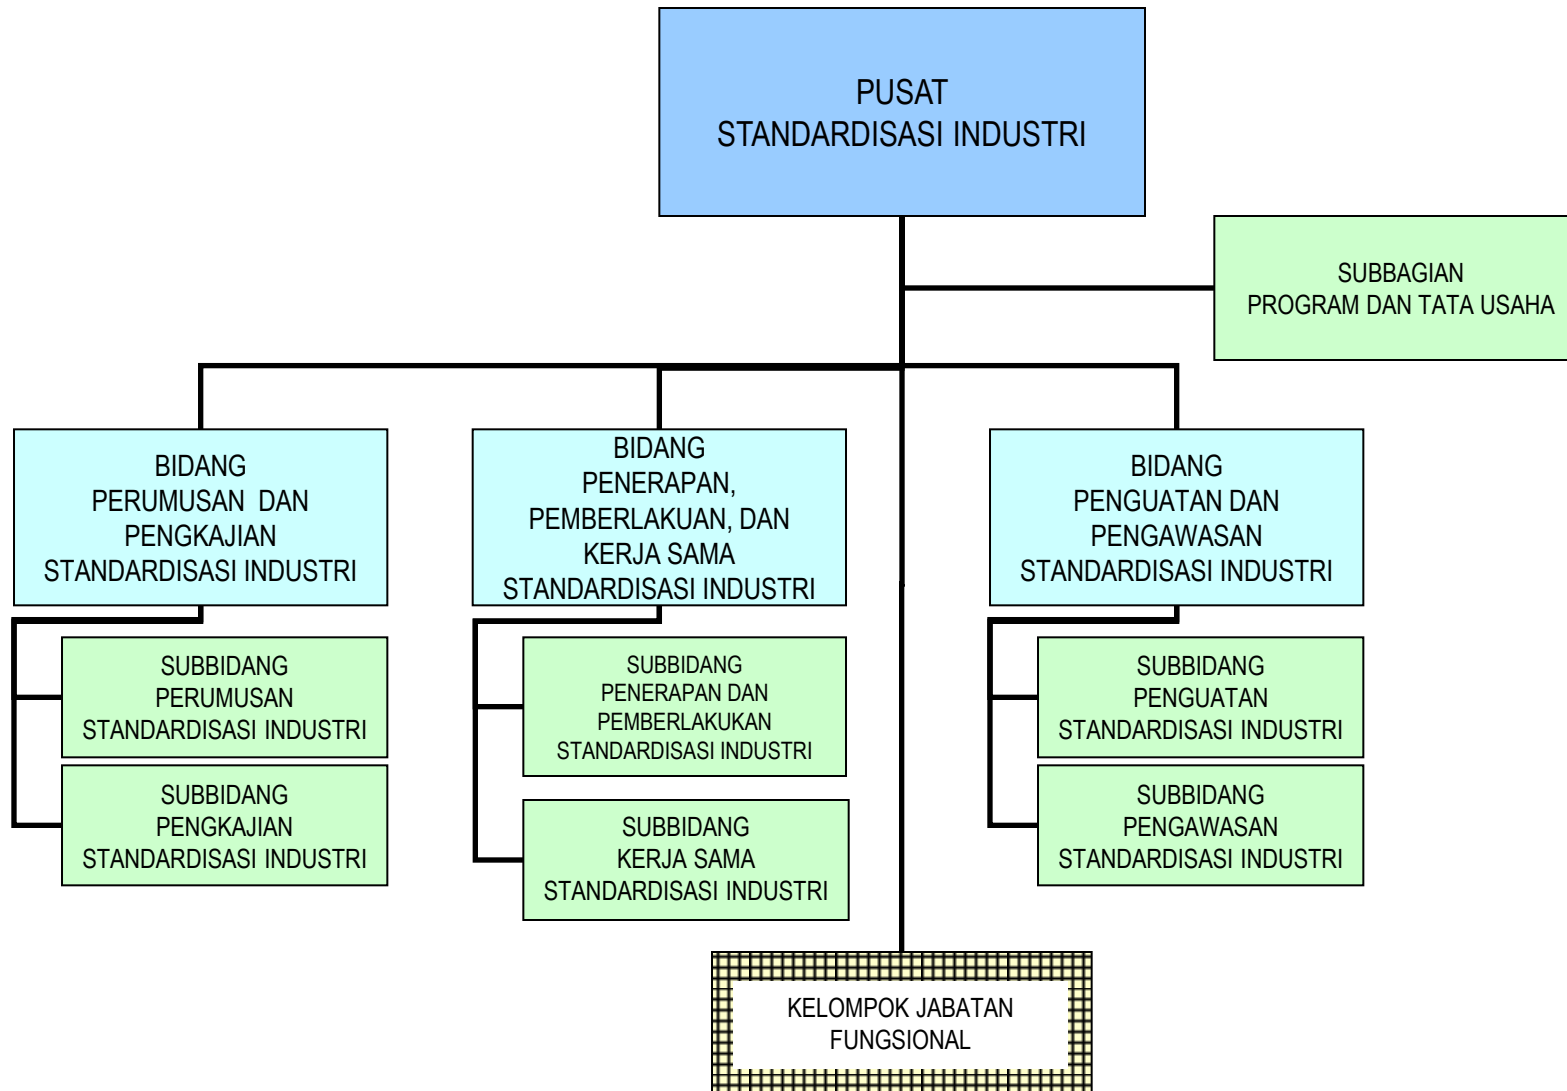 PUSAT
STANDARDISASI INDUSTRI
SUBBAGIAN
PROGRAM DAN TATA USAHA
BIDANG
PERUMUSAN DAN
PENGKAJIAN
STANDARDISASI INDUSTRI
BIDANG
PENERAPAN,
PEMBERLAKUAN, DAN
KERJA SAMA
STANDARDISASI INDUSTRI
BIDANG
PENGUATAN DAN
PENGAWASAN
STANDARDISASI INDUSTRI
SUBBIDANG
PERUMUSAN
STANDARDISASI INDUSTRI
SUBBIDANG
PENGKAJIAN
STANDARDISASI INDUSTRI
SUBBIDANG
PENERAPAN DAN
PEMBERLAKUKAN
STANDARDISASI INDUSTRI
SUBBIDANG
KERJA SAMA
STANDARDISASI INDUSTRI
SUBBIDANG
PENGUATAN
STANDARDISASI INDUSTRI
SUBBIDANG
PENGAWASAN
STANDARDISASI INDUSTRI
KELOMPOK JABATAN
FUNGSIONAL